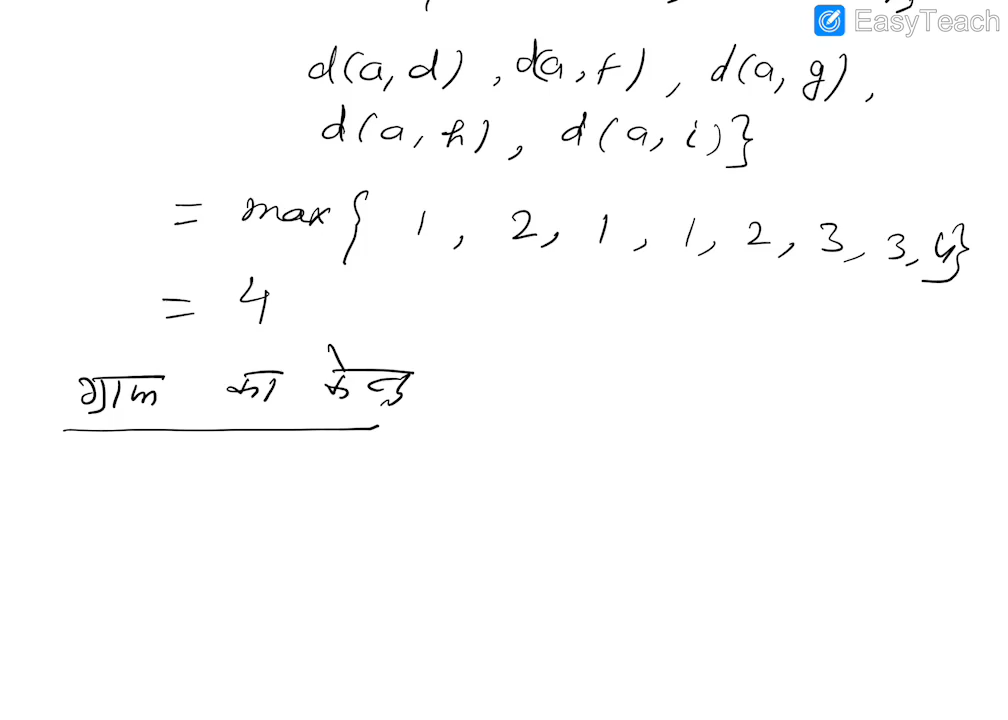 EasyTeach
d(a,d), d(a,f), d(a,g),
d(a,h), d(a,i)}
= max{ 1, 2, 1, 1, 2, 3, 3, 4}
= 4
ग्राफ का केन्द्र